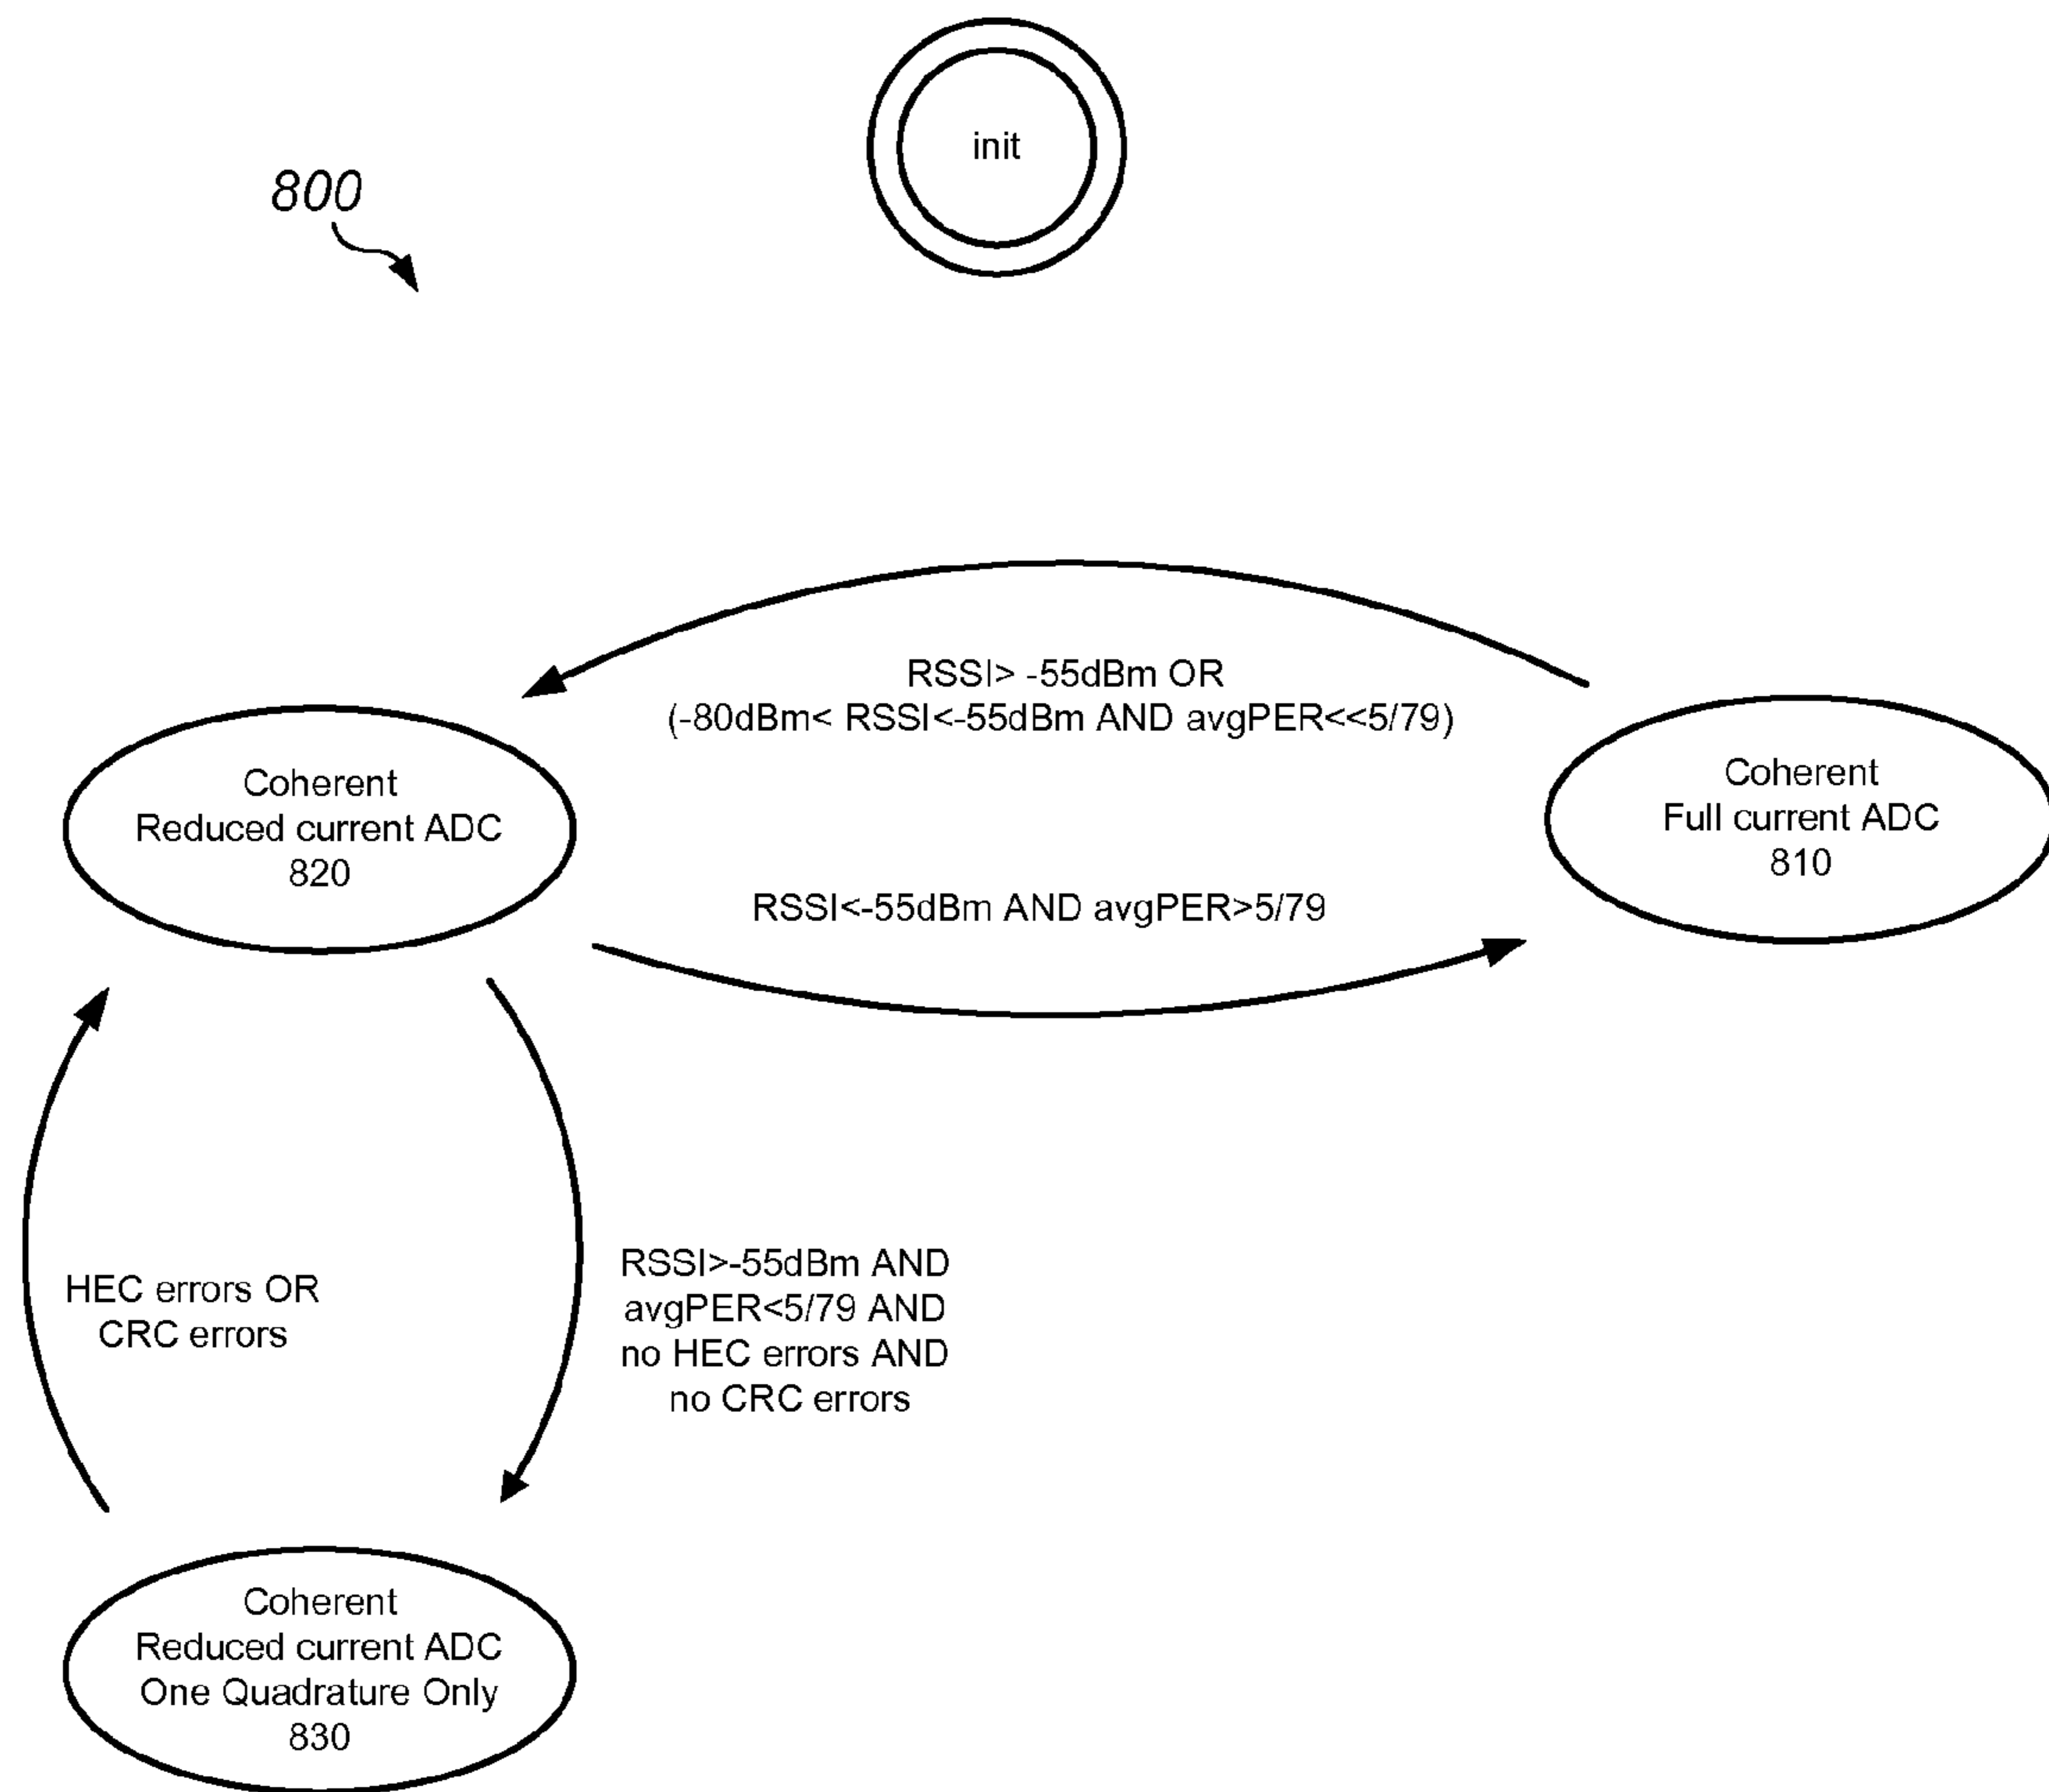 init
800
RSSI> -55dBm OR
(-80dBm< RSSI<-55dBm AND avgPER<<5/79)
Coherent
Reduced current ADC
820
Coherent
Full current ADC
810
RSSI<-55dBm AND avgPER>5/79
HEC errors OR
CRC errors
RSSI>-55dBm AND
avgPER<5/79 AND
no HEC errors AND
no CRC errors
Coherent
Reduced current ADC
One Quadrature Only
830